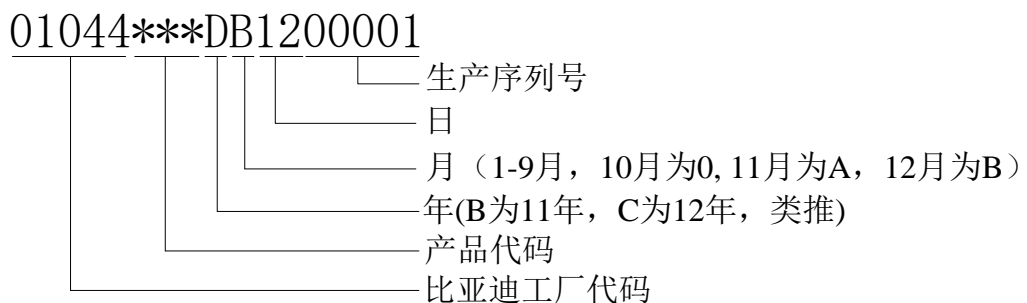 01044***DB1200001
生产序列号
日
月（1-9月，10月为0, 11月为A，12月为B）
年(B为11年，C为12年，类推)
产品代码
比亚迪工厂代码